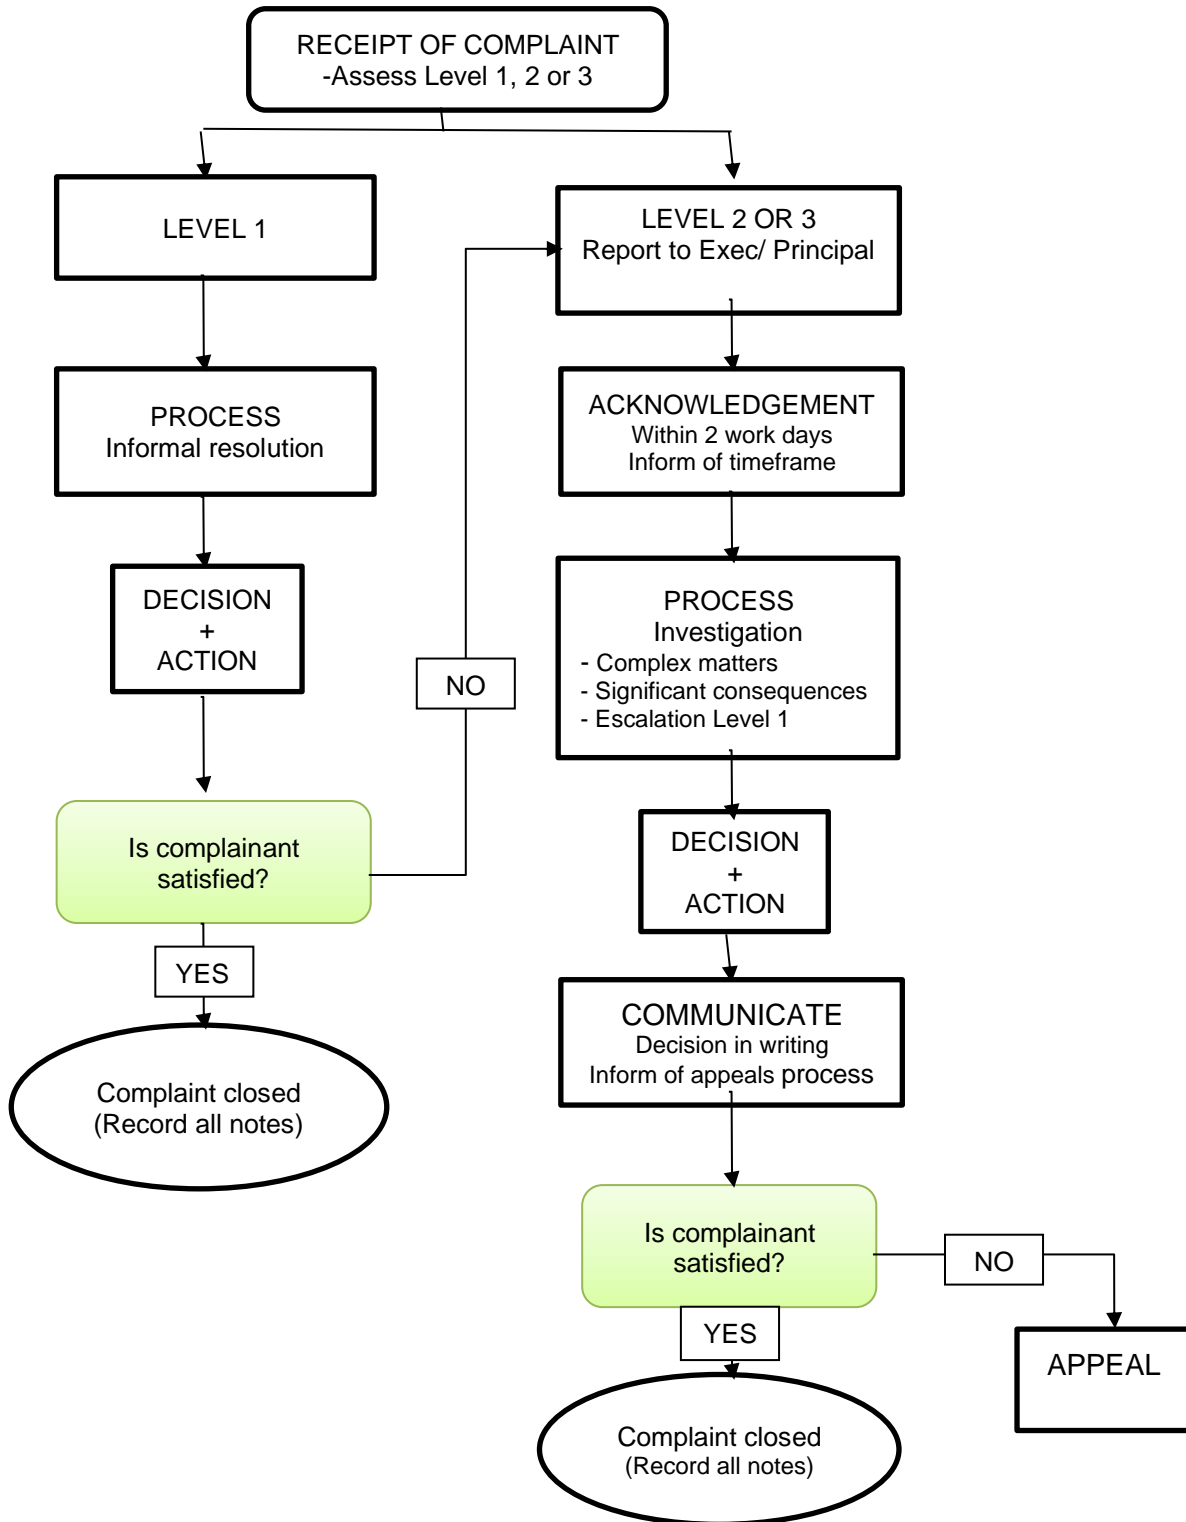 RECEIPT OF COMPLAINT
-Assess Level 1, 2 or 3
LEVEL 1
PROCESS
Informal resolution
DECISION
+
ACTION
Is complainant
satisfied?
NO
YES
Complaint closed
(Record all notes)
LEVEL 2 OR 3
Report to Exec/ Principal
ACKNOWLEDGEMENT
Within 2 work days
Inform of timeframe
PROCESS
Investigation
- Complex matters
- Significant consequences
- Escalation Level 1
DECISION
+
ACTION
COMMUNICATE
Decision in writing
Inform of appeals process
Is complainant
satisfied?
NO
YES
APPEAL
Complaint closed
(Record all notes)